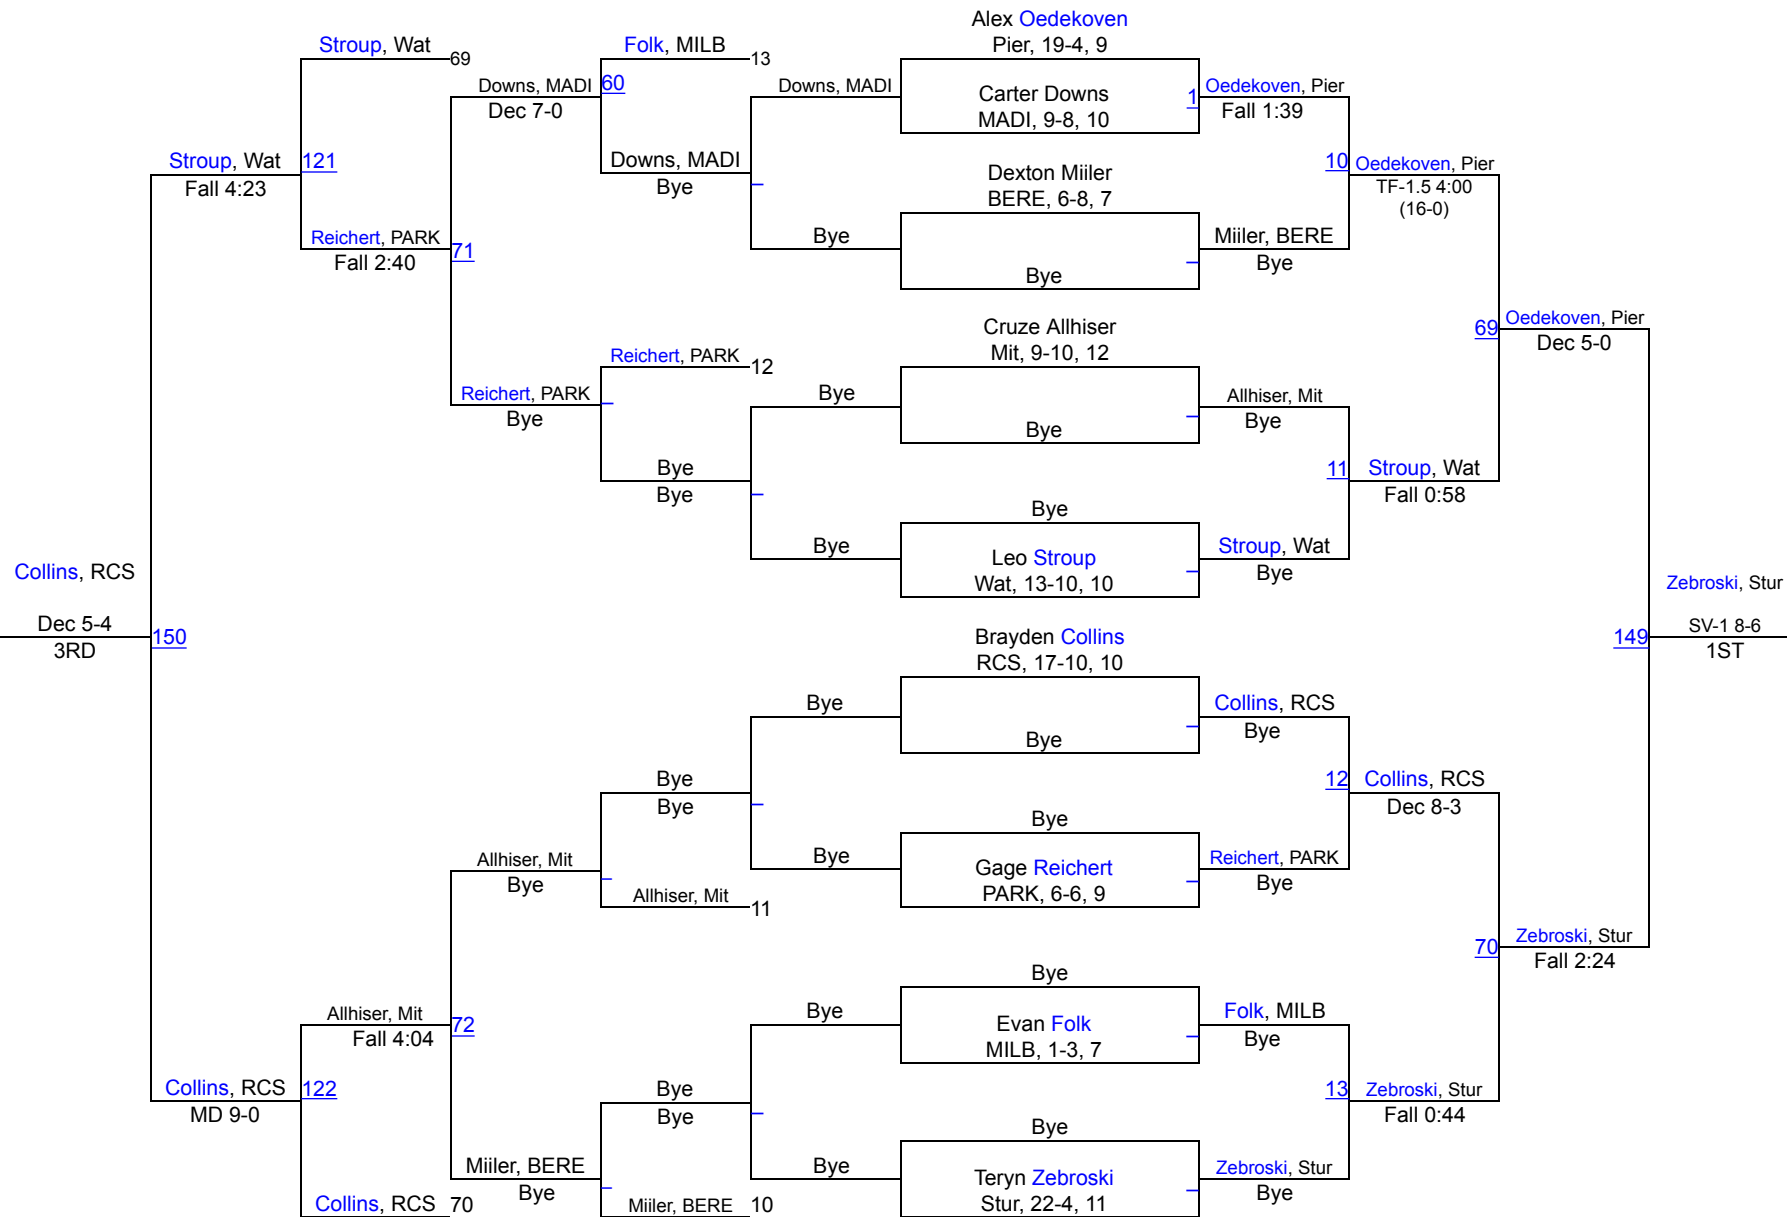 Alex Oedekoven
Pier, 19-4, 9
Stroup, Wat
69
Folk, MILB
13
Downs, MADI
60
Dec 7-0
Downs, MADI
Carter Downs
MADI, 9-8, 10
1
Oedekoven, Pier
Fall 1:39
Stroup, Wat
121
Fall 4:23
Downs, MADI
Bye
Dexton Miiler
BERE, 6-8, 7
10
Oedekoven, Pier
TF-1.5 4:00
(16-0)
Reichert, PARK
71
Fall 2:40
Bye
Bye
Miiler, BERE
Bye
Cruze Allhiser
Mit, 9-10, 12
69
Oedekoven, Pier
Dec 5-0
Reichert, PARK
12
Reichert, PARK
Bye
Bye
Bye
Allhiser, Mit
Bye
Bye
Bye
11
Stroup, Wat
Fall 0:58
Bye
Bye
Leo Stroup
Wat, 13-10, 10
Stroup, Wat
Bye
Collins, RCS
Dec 5-4
3RD
150
Zebroski, Stur
149
SV-1 8-6
1ST
Brayden Collins
RCS, 17-10, 10
Bye
Bye
Collins, RCS
Bye
Bye
Bye
12
Collins, RCS
Dec 8-3
Bye
Bye
Gage Reichert
PARK, 6-6, 9
Reichert, PARK
Bye
Allhiser, Mit
Bye
Allhiser, Mit
11
70
Zebroski, Stur
Fall 2:24
Bye
Bye
Evan Folk
MILB, 1-3, 7
Folk, MILB
Bye
Allhiser, Mit
72
Fall 4:04
Collins, RCS
122
MD 9-0
Bye
Bye
13
Zebroski, Stur
Fall 0:44
Bye
Miiler, BERE
Bye
Bye
Teryn Zebroski
Stur, 22-4, 11
Zebroski, Stur
Bye
Collins, RCS
70
Miiler, BERE
10